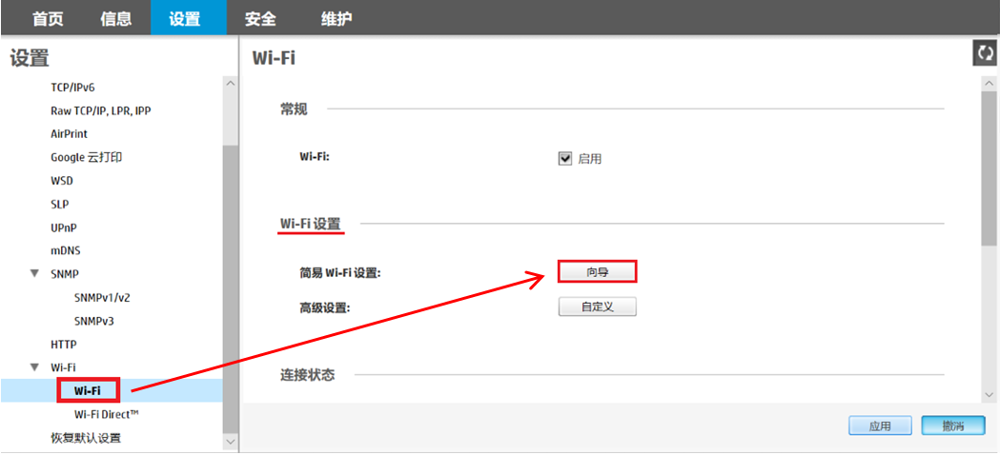 首页 信息 设置 安全 维护
设置
TCP/IPv6
Raw TCP/IP, LPR, IPP
AirPrint
Google 云打印
WSD
SLP
UPnP
mDNS
SNMP
SNMPv1/v2
SNMPv3
HTTP
Wi-Fi
Wi-Fi
Wi-Fi Direct™
恢复默认设置
Wi-Fi
常规
Wi-Fi: 启用
Wi-Fi 设置
简易 Wi-Fi 设置: 向导
高级设置: 自定义
连接状态
应用 撤消